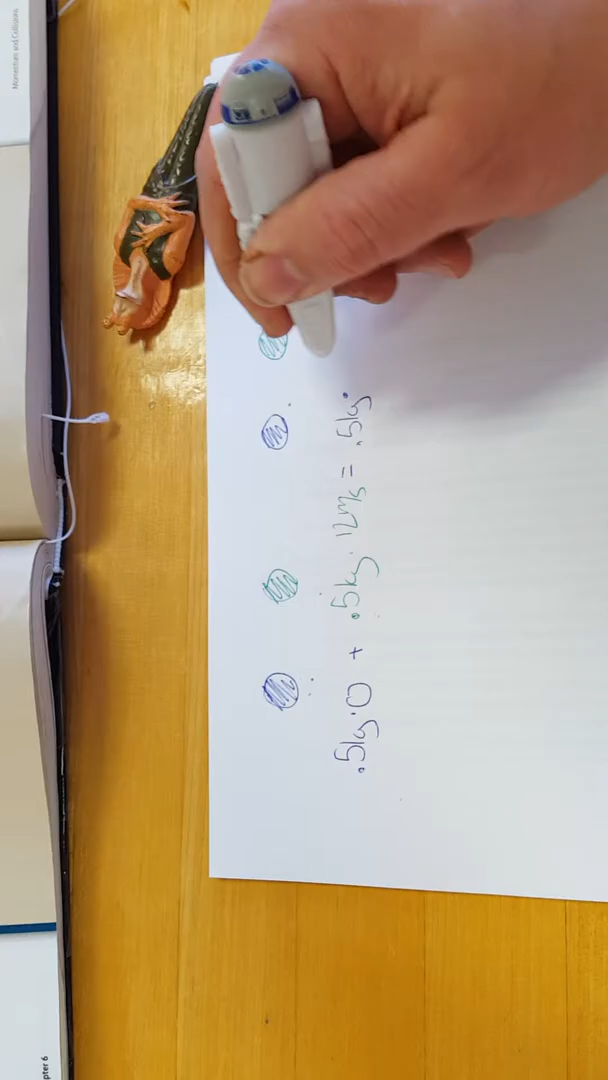 Momentum and Collisions
.5kg·0 + .5kg·12m/s = .5kg·
pter 6